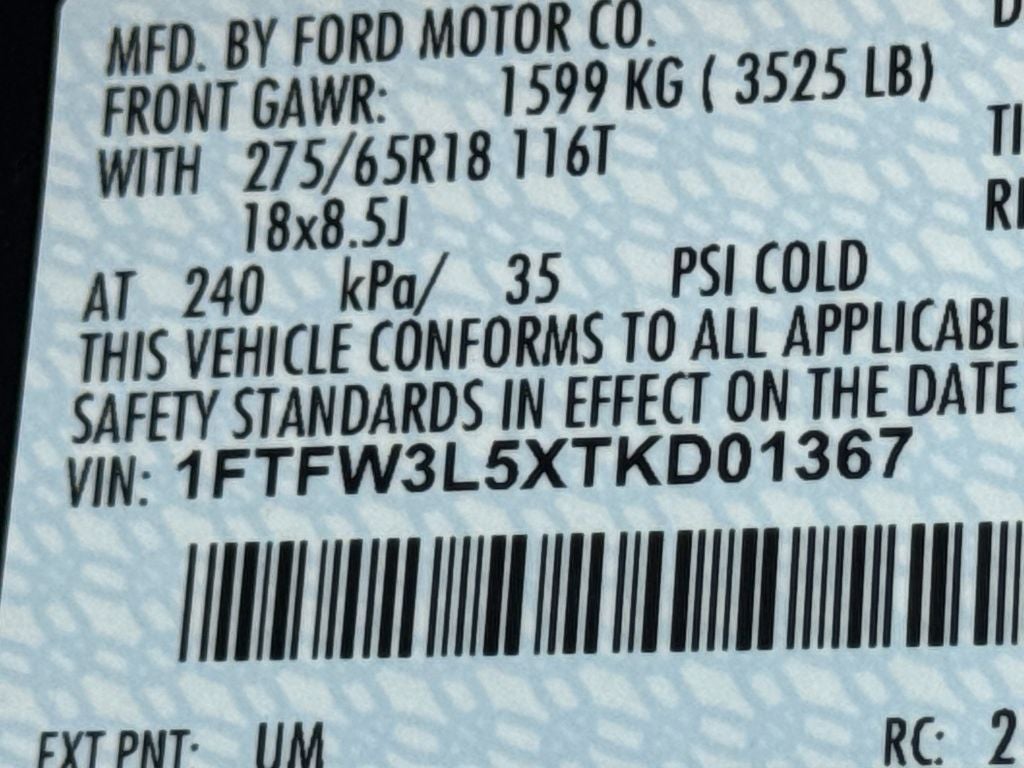 MFD. BY FORD MOTOR CO.
FRONT GAWR: 1599 KG ( 3525 LB)
WITH 275/65R18 116T
18x8.5J
AT 240 kPa/ 35 PSI COLD
THIS VEHICLE CONFORMS TO ALL APPLICABL
SAFETY STANDARDS IN EFFECT ON THE DATE
VIN: 1FTFW3L5XTKD01367
EXT PNT: UM RC: 2